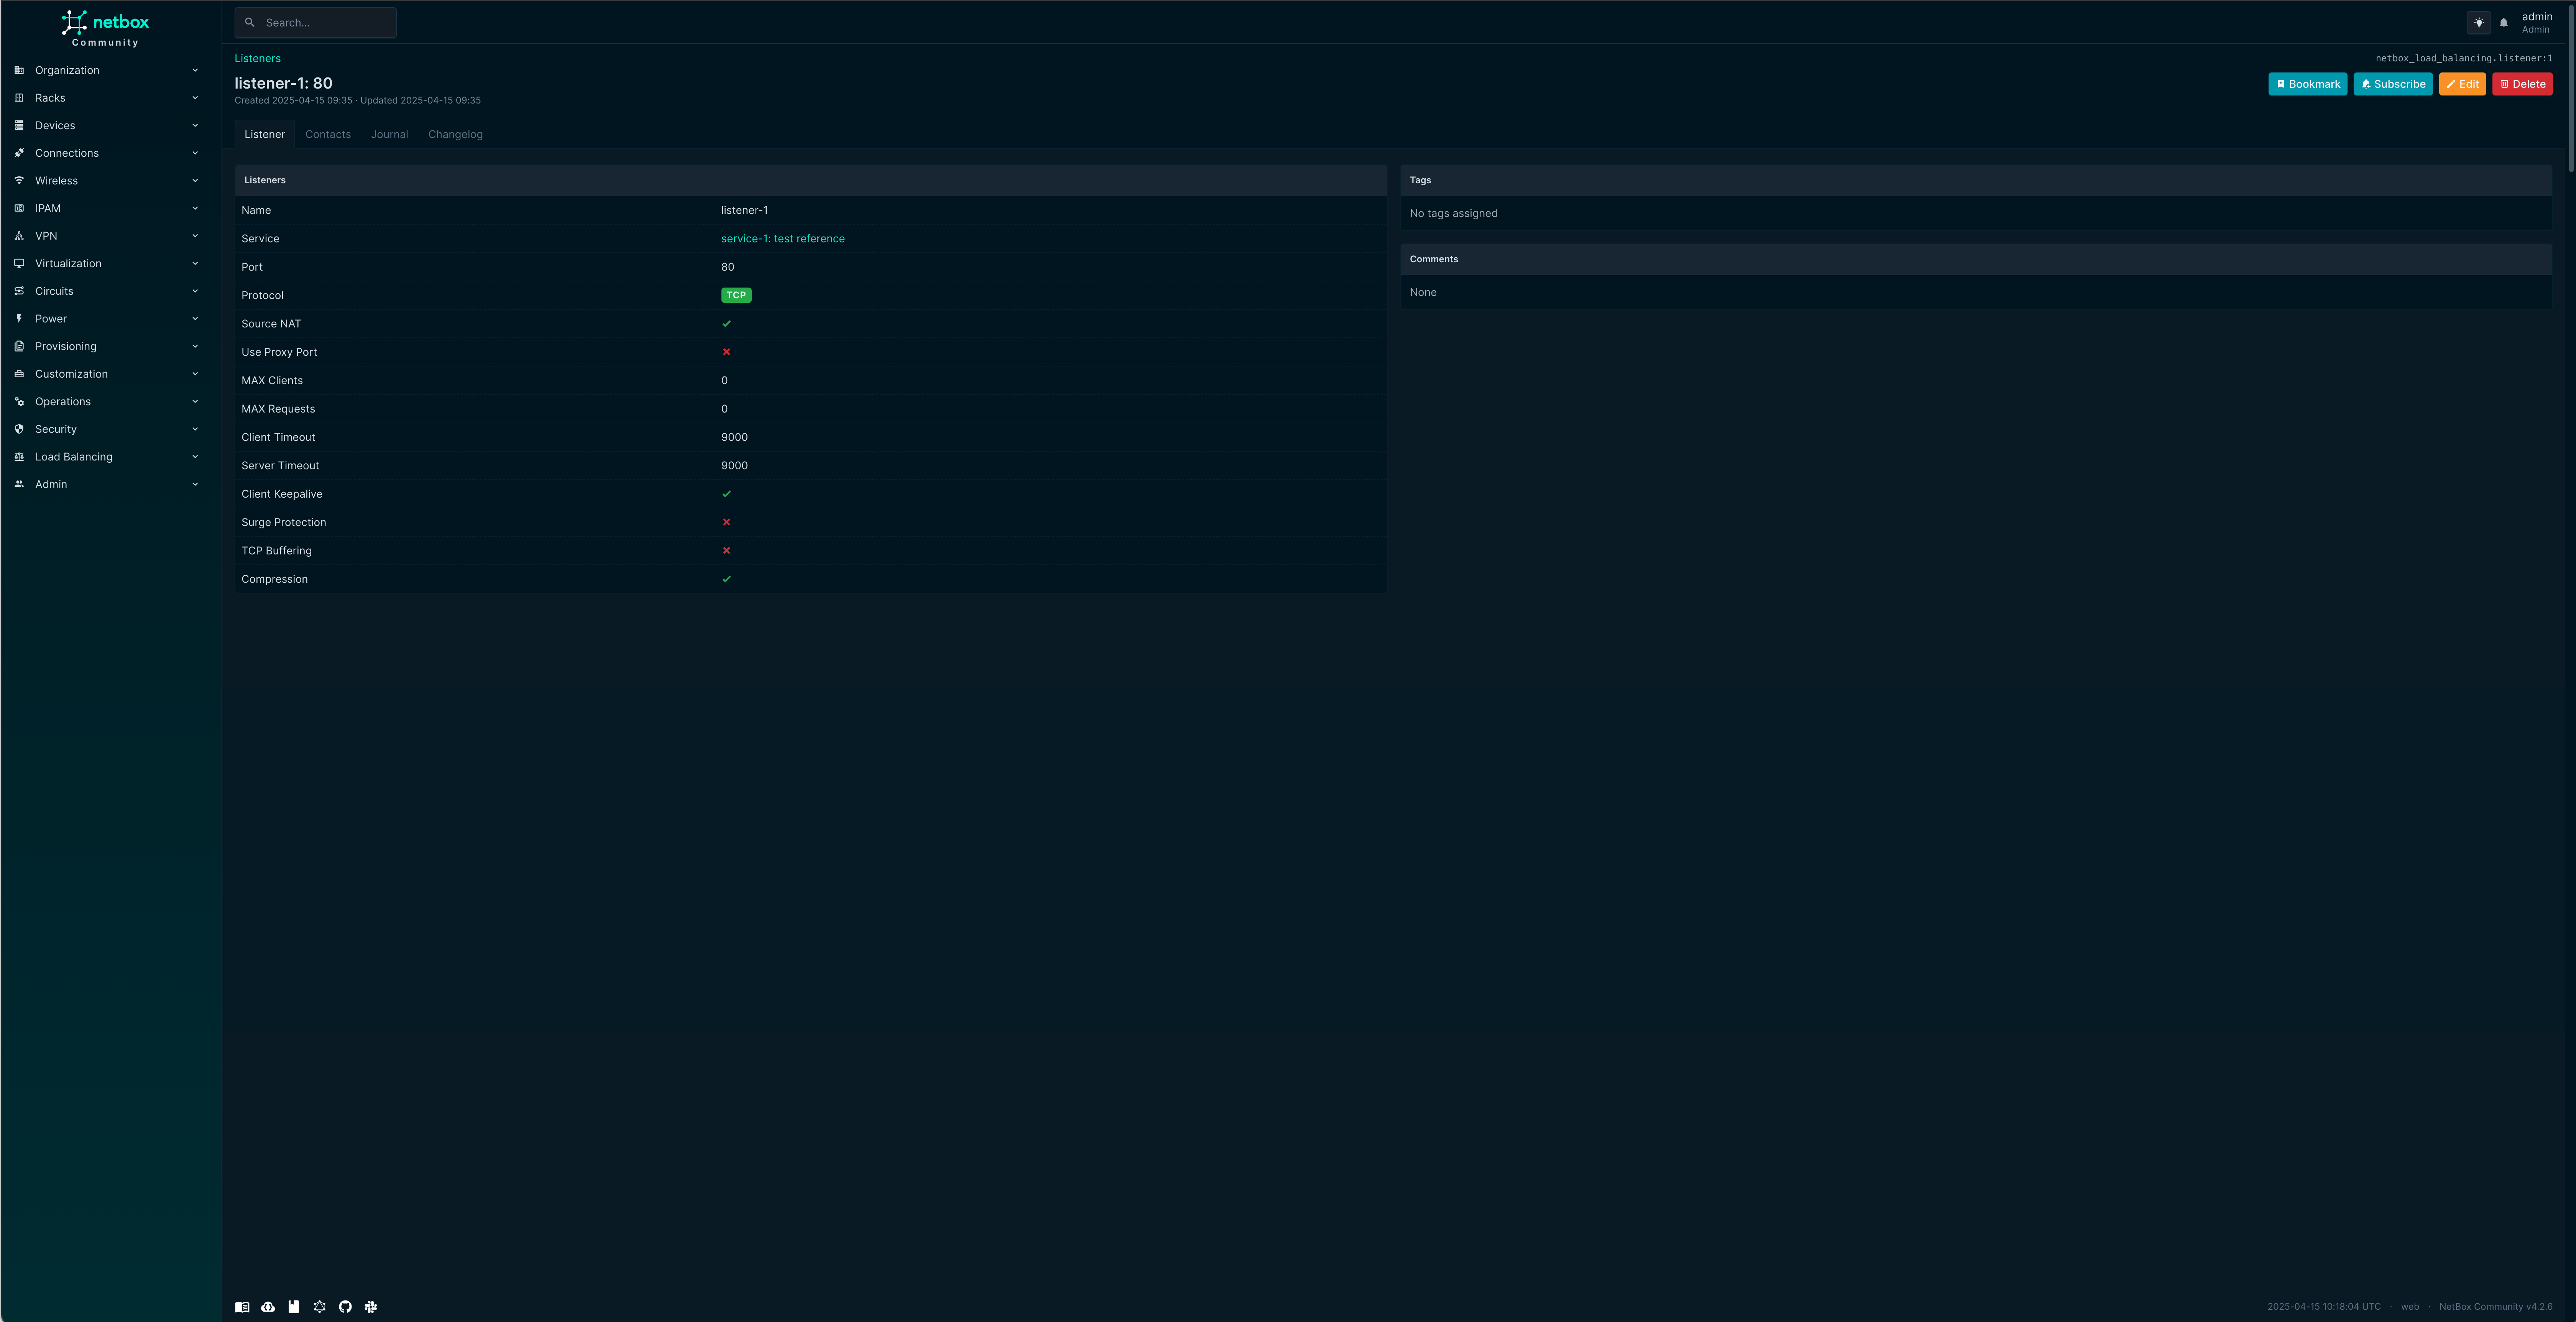 netbox
Community
Search...
admin
Admin
Organization
Racks
Devices
Connections
Wireless
IPAM
VPN
Virtualization
Circuits
Power
Provisioning
Customization
Operations
Security
Load Balancing
Admin
Listeners
netbox_load_balancing.listener:1
listener-1: 80
Created 2025-04-15 09:35 · Updated 2025-04-15 09:35
Bookmark Subscribe Edit Delete
Listener Contacts Journal Changelog
Listeners
Name listener-1
Service service-1: test reference
Port 80
Protocol TCP
Source NAT
Use Proxy Port
MAX Clients 0
MAX Requests 0
Client Timeout 9000
Server Timeout 9000
Client Keepalive
Surge Protection
TCP Buffering
Compression
Tags
No tags assigned
Comments
None
2025-04-15 10:18:04 UTC · web · NetBox Community v4.2.6